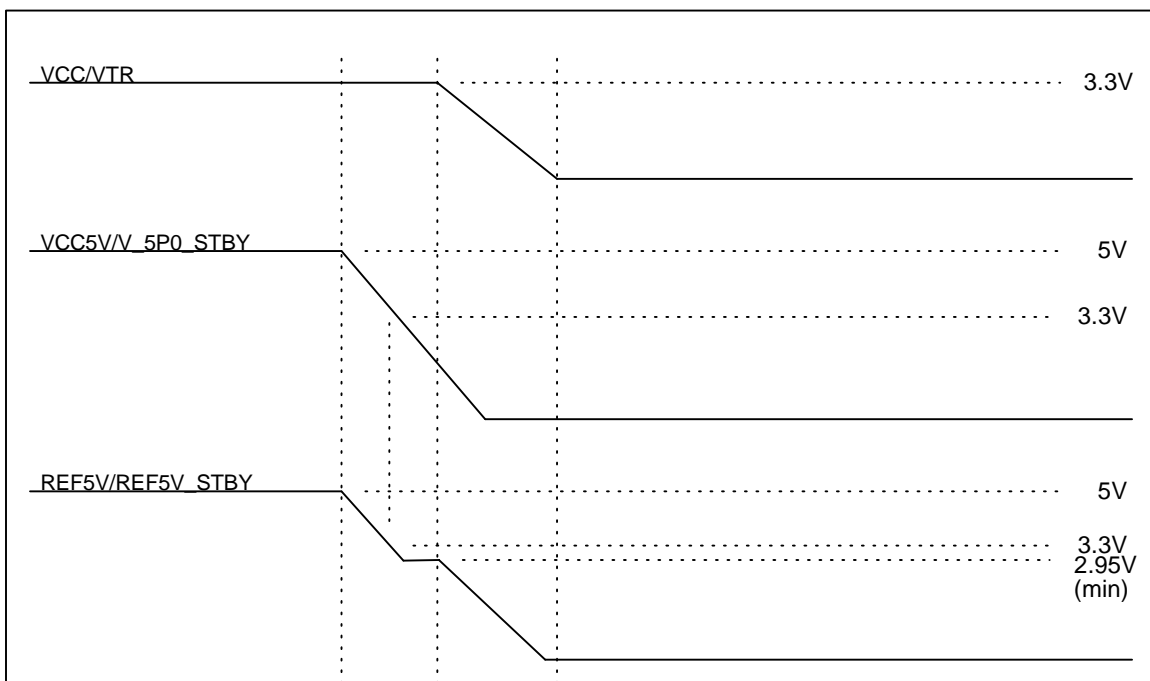 VCC/VTR
3.3V
VCC5V/V_5P0_STBY
5V
3.3V
REF5V/REF5V_STBY
5V
3.3V
2.95V
(min)